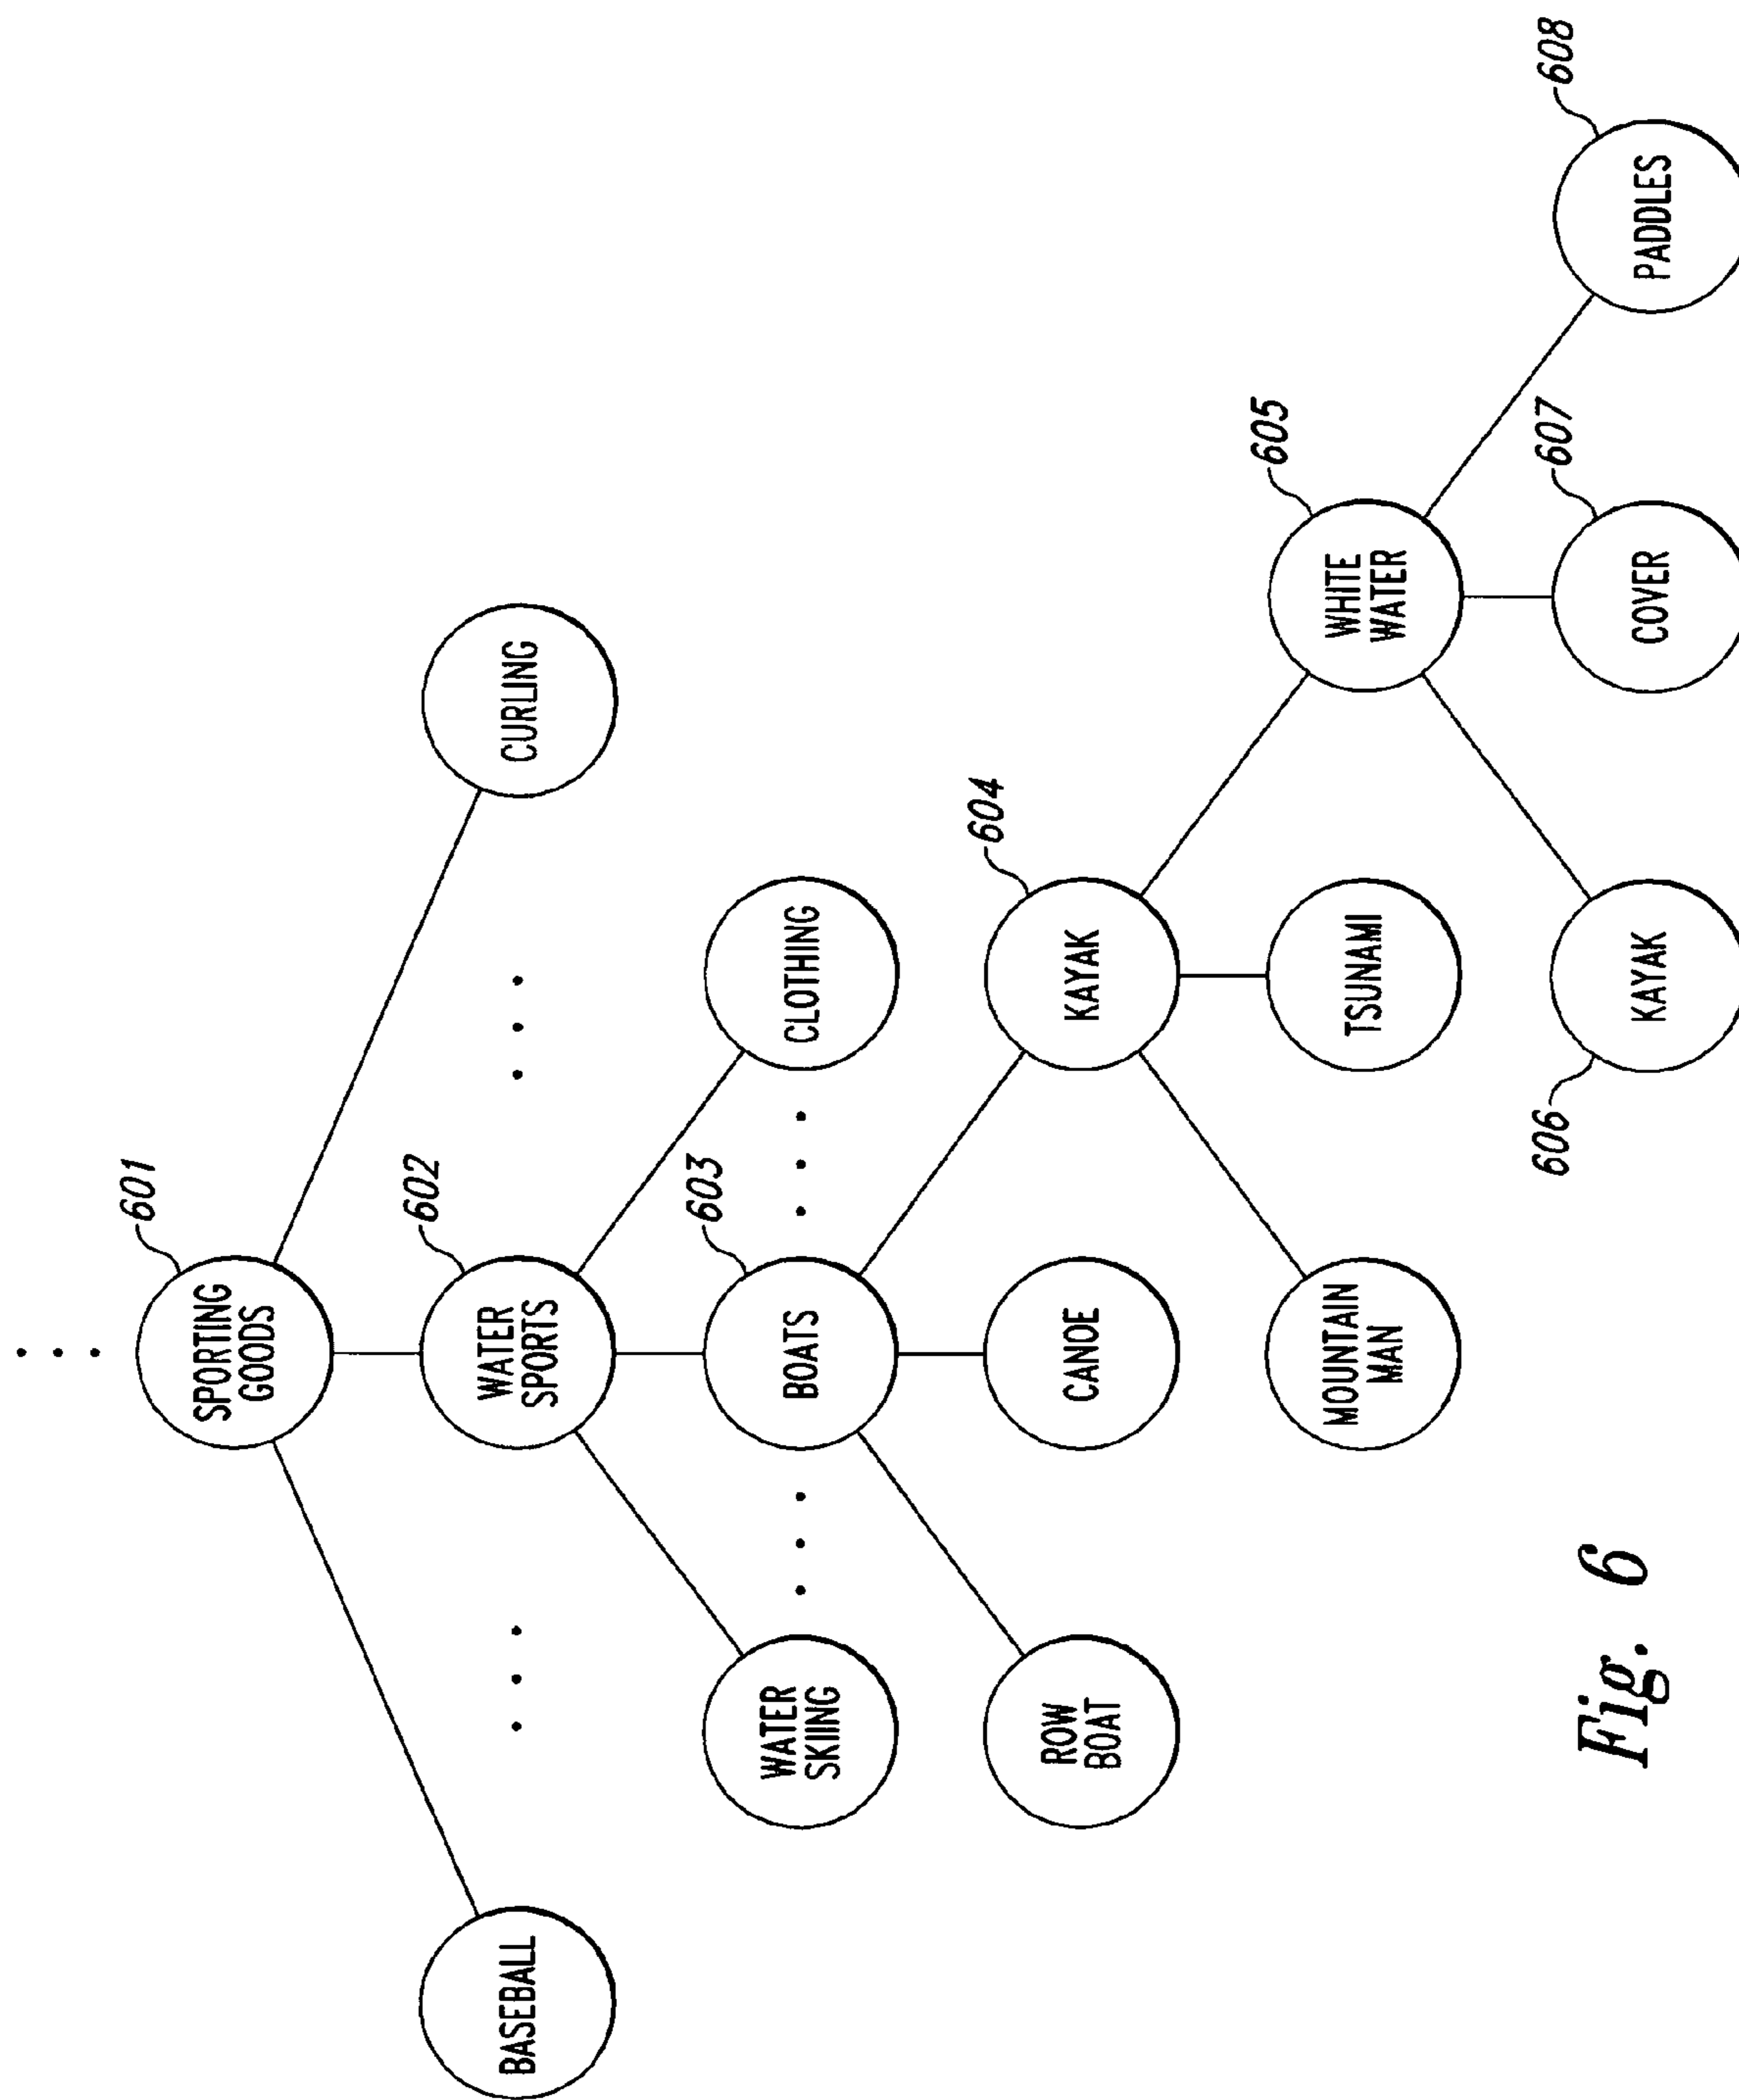 601
SPORTING
GOODS
BASEBALL
602
WATER
SPORTS
CURLING
WATER
SKIING
603
BOATS
CLOTHING
ROW
BOAT
CANOE
604
KAYAK
MOUNTAIN
MAN
TSUNAMI
605
WHITE
WATER
606
KAYAK
607
COVER
608
PADDLES
Fig. 6